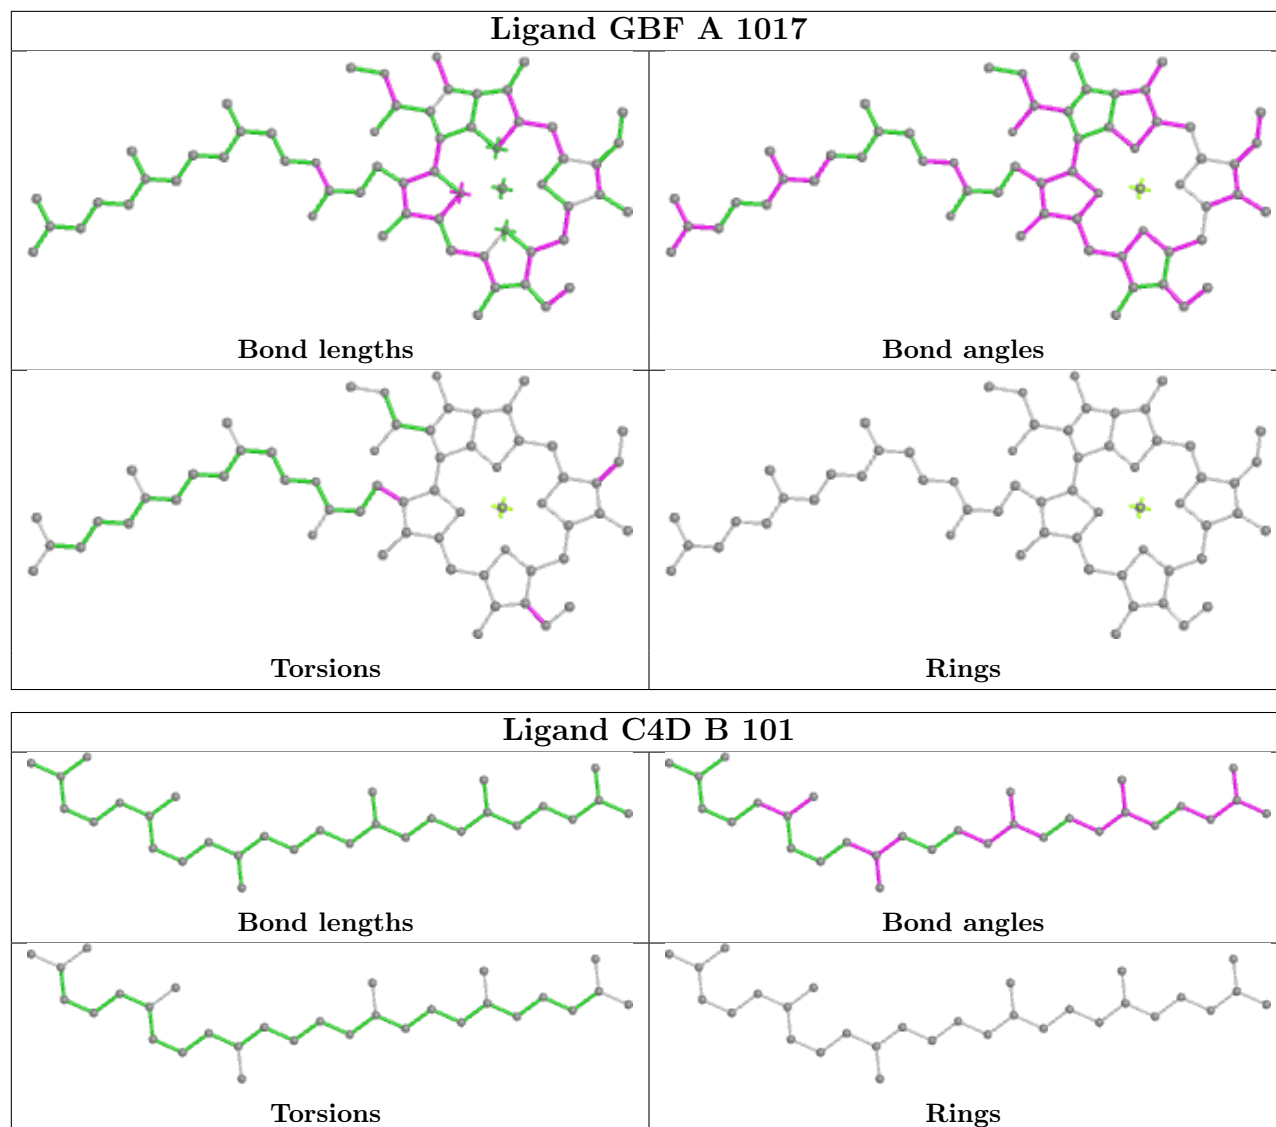 Ligand GBF A 1017
Bond lengths
Bond angles
Torsions
Rings
Ligand C4D B 101
Bond lengths
Bond angles
Torsions
Rings